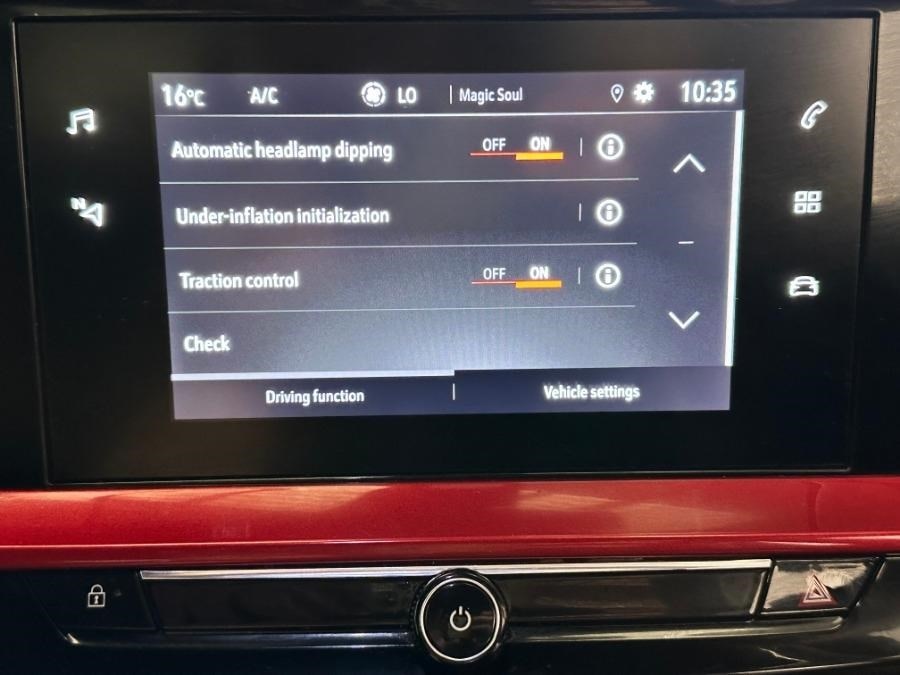 16°C A/C LO Magic Soul 10:35
Automatic headlamp dipping OFF ON
Under-inflation initialization
Traction control OFF ON
Check
Driving function Vehicle settings
N